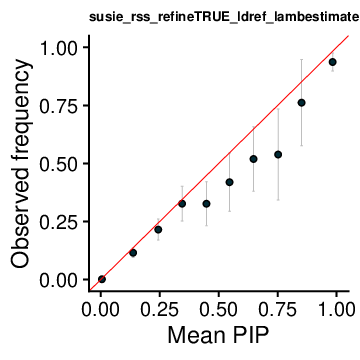 susie_rss_refineTRUE_ldref_lambestimate
Observed frequency
1.00
0.75
0.50
0.25
0.00
0.00 0.25 0.50 0.75 1.00
Mean PIP